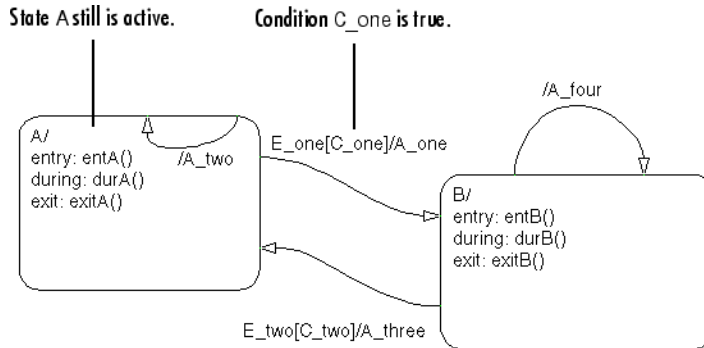 State A still is active.
Condition C_one is true.
A/
entry: entA()
during: durA()
exit: exitA()
/A_two
E_one[C_one]/A_one
/A_four
B/
entry: entB()
during: durB()
exit: exitB()
E_two[C_two]/A_three